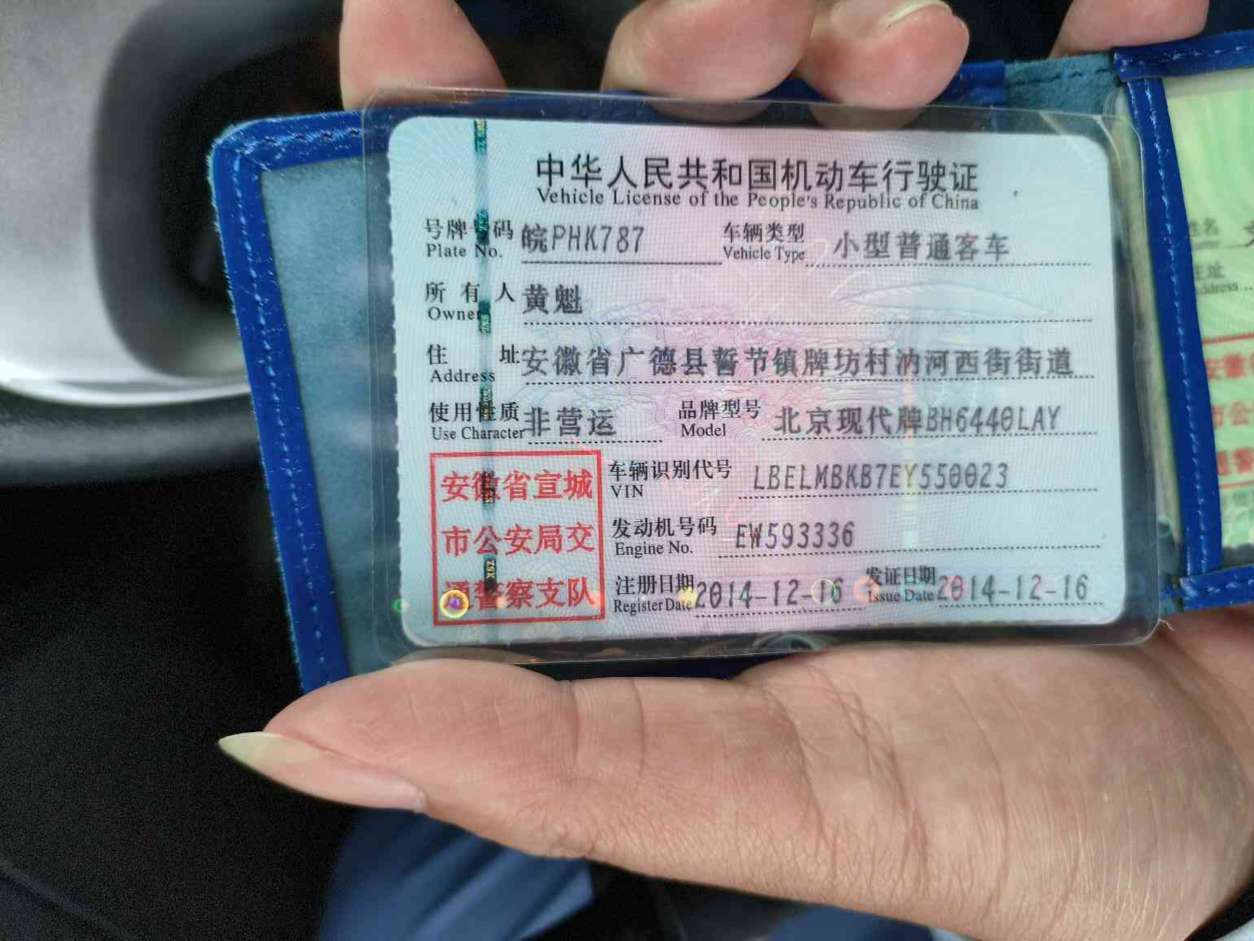 中华人民共和国机动车行驶证
Vehicle License of the People's Republic of China
号牌号码 皖PHK787 车辆类型 小型普通客车
Plate No. Vehicle Type
所有人 黄魁
Owner
住址 安徽省广德县誓节镇牌坊村汭河西街街道
Address
使用性质 非营运 品牌型号 北京现代牌BH6440LAY
Use Character Model
安徽省宣城
市公安局交
通警察支队
车辆识别代号 LBELMBKB7EY550023
VIN
发动机号码 EW593336
Engine No.
注册日期 2014-12-16 发证日期 2014-12-16
Register Date Issue Date
姓名
住址
Address